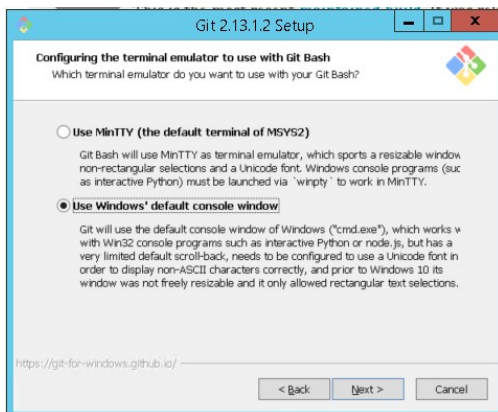 Git 2.13.1.2 Setup
Configuring the terminal emulator to use with Git Bash
Which terminal emulator do you want to use with your Git Bash?
Use MinTTY (the default terminal of MSYS2)
Git Bash will use MinTTY as terminal emulator, which sports a resizable window
non-rectangular selections and a Unicode font. Windows console programs (suc
as interactive Python) must be launched via `winpty` to work in MinTTY.
Use Windows' default console window
Git will use the default console window of Windows ("cmd.exe"), which works w
with Win32 console programs such as interactive Python or node.js, but has a
very limited default scroll-back, needs to be configured to use a Unicode font in
order to display non-ASCII characters correctly, and prior to Windows 10 its
window was not freely resizable and it only allowed rectangular text selections.
https://git-for-windows.github.io/
< Back Next > Cancel